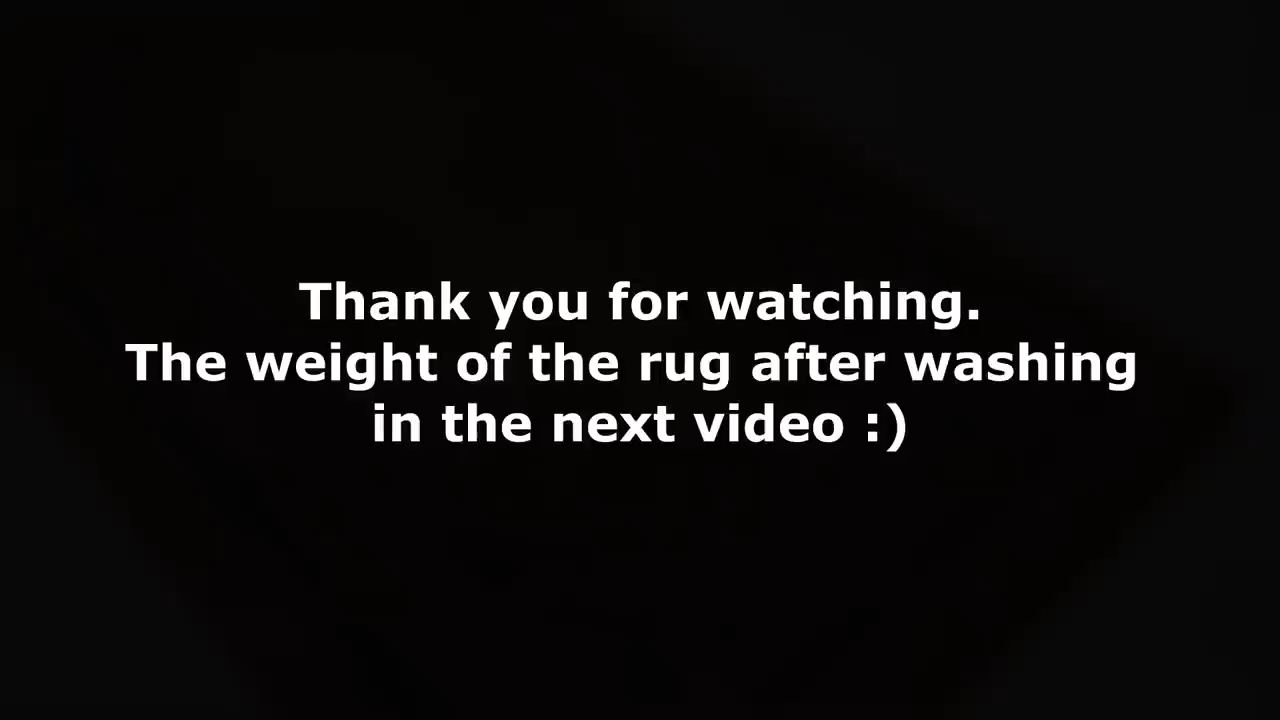 Thank you for watching.
The weight of the rug after washing
in the next video :)